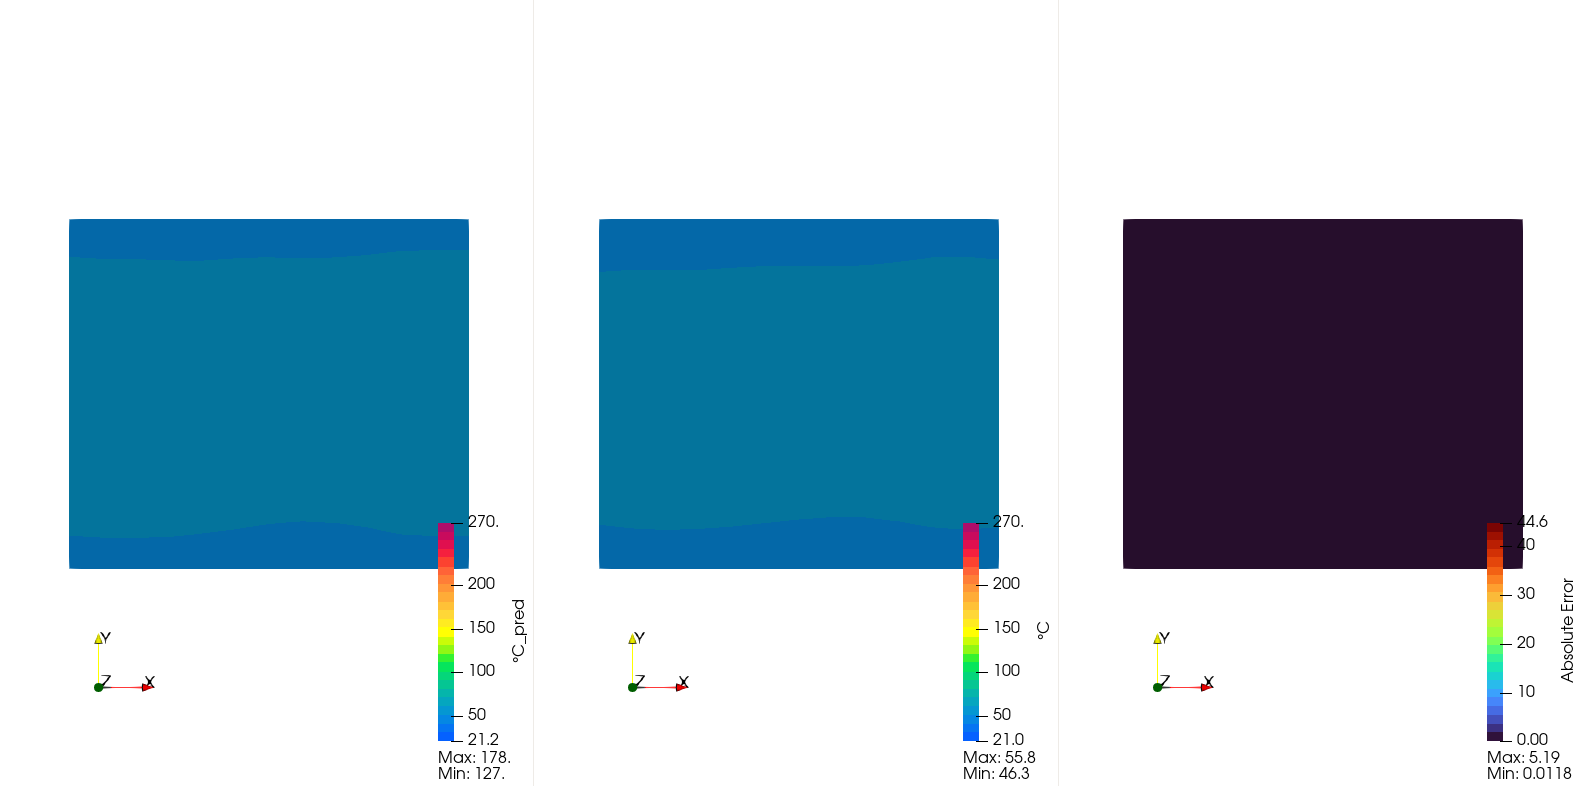 270.
200
150
100
50
21.2
°C_pred
Max: 178.
Min: 127.
Y
Z
X
270.
200
150
100
50
21.0
°C
Max: 55.8
Min: 46.3
Y
Z
X
44.6
40
30
20
10
0.00
Absolute Error
Max: 5.19
Min: 0.0118
Y
Z
X